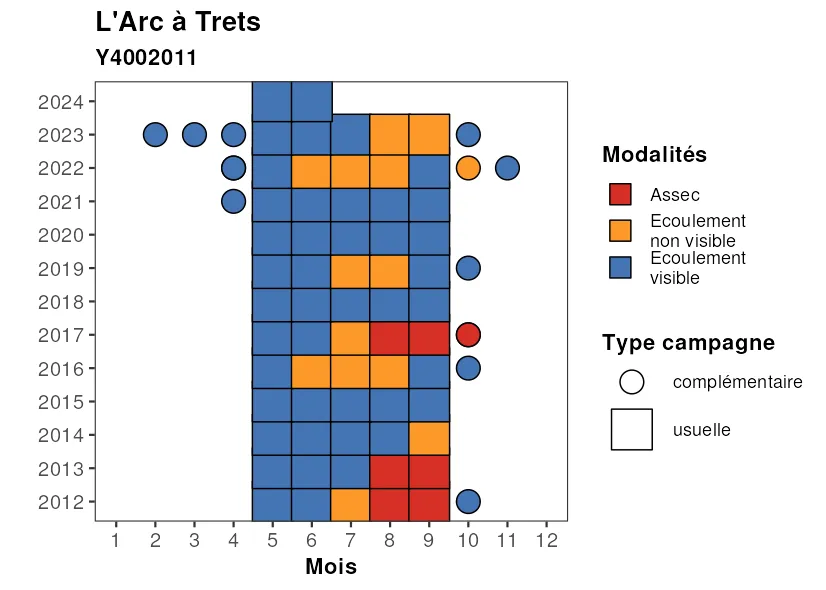 L'Arc à Trets
Y4002011
2024
2023
2022
2021
2020
2019
2018
2017
2016
2015
2014
2013
2012
1 2 3 4 5 6 7 8 9 10 11 12
Mois
Modalités
Assec
Ecoulement
non visible
Ecoulement
visible
Type campagne
complémentaire
usuelle